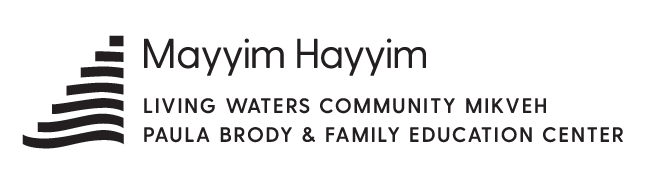 Mayyim Hayyim
LIVING WATERS COMMUNITY MIKVEH
PAULA BRODY & FAMILY EDUCATION CENTER